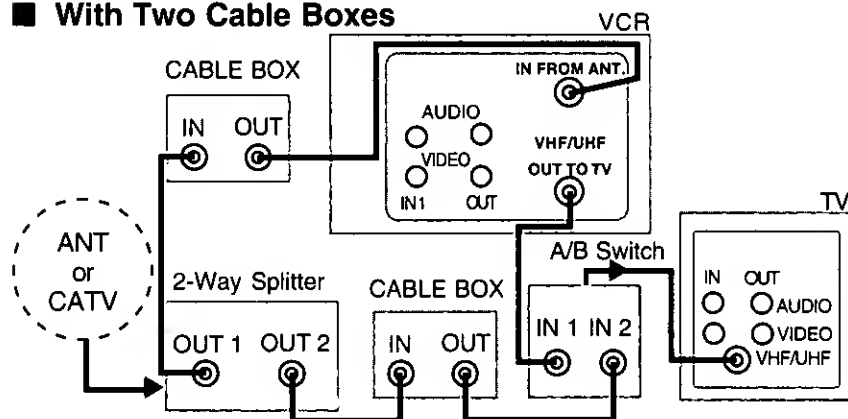 ■ With Two Cable Boxes
VCR
CABLE BOX
IN FROM ANT.
IN OUT
AUDIO
VIDEO
IN1 OUT
VHF/UHF
OUT TO TV
ANT
or
CATV
2-Way Splitter
OUT 1 OUT 2
CABLE BOX
IN OUT
A/B Switch
IN 1 IN 2
TV
IN OUT
AUDIO
VIDEO
VHF/UHF